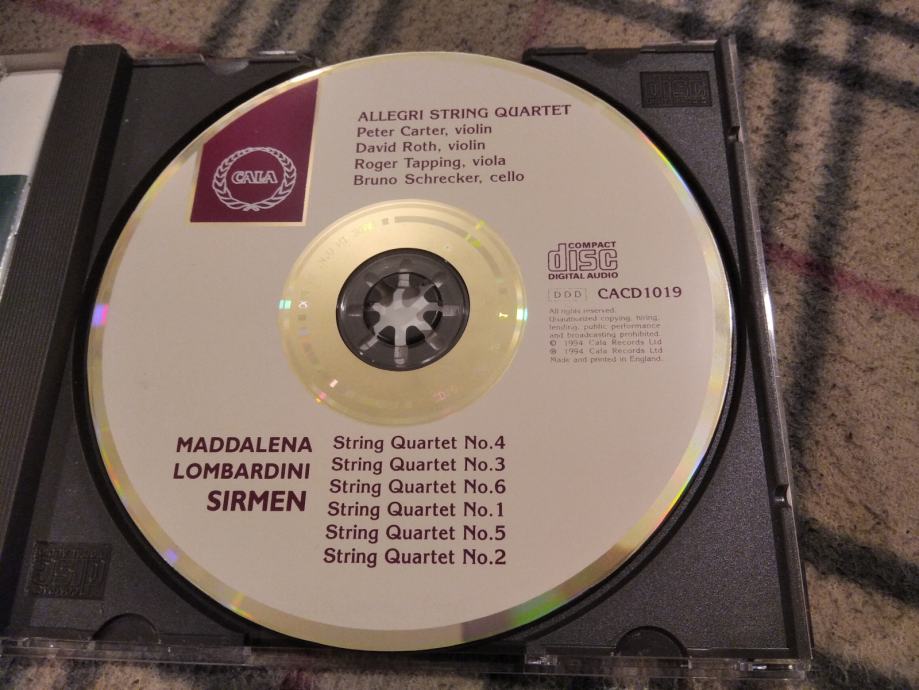 ALLEGRI STRING QUARTET
Peter Carter, violin
David Roth, violin
Roger Tapping, viola
Bruno Schrecker, cello
CALA
COMPACT
disc
DIGITAL AUDIO
DDD CACD1019
All rights reserved.
Unauthorized copying, hiring,
lending, public performance
and broadcasting prohibited.
© 1994 Cala Records Ltd
℗ 1994 Cala Records Ltd
Made and printed in England.
MADDALENA
LOMBARDINI
SIRMEN
String Quartet No.4
String Quartet No.3
String Quartet No.6
String Quartet No.1
String Quartet No.5
String Quartet No.2
disc